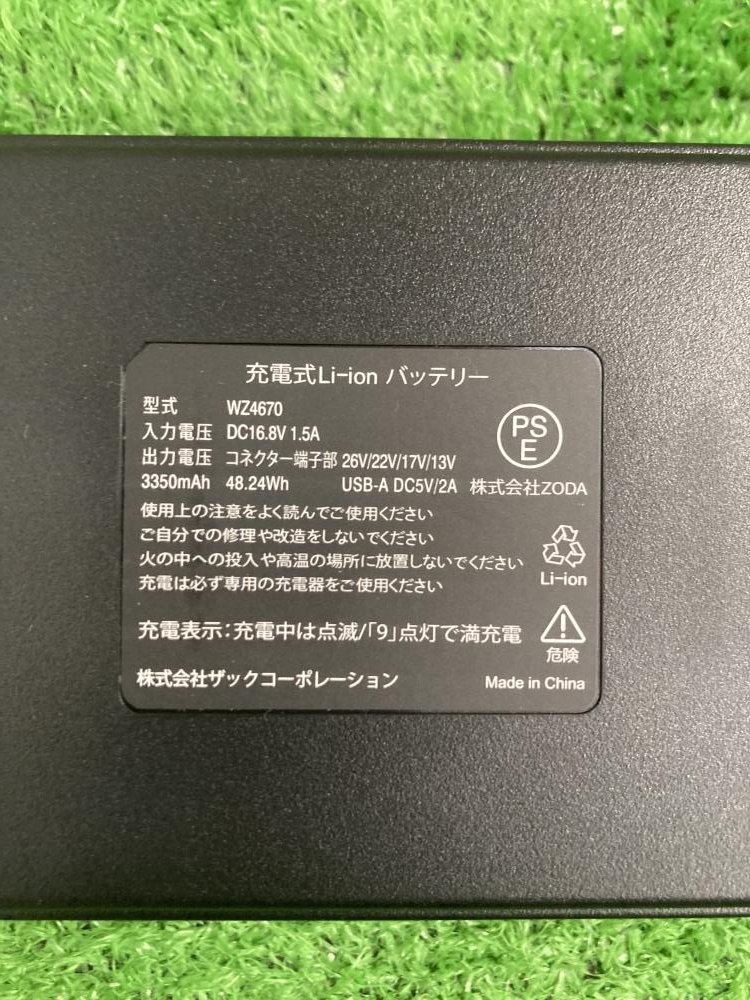 充電式Li-ion バッテリー
型式 WZ4670
入力電圧 DC16.8V 1.5A
出力電圧 コネクター端子部 26V/22V/17V/13V
3350mAh 48.24Wh USB-A DC5V/2A
PS
E
株式会社ZODA
使用上の注意をよく読んでご使用ください
ご自分での修理や改造をしないでください
火の中への投入や高温の場所に放置しないでください
充電は必ず専用の充電器をご使用ください
Li-ion
充電表示：充電中は点滅/「9」点灯で満充電
危険
株式会社ザックコーポレーション
Made in China